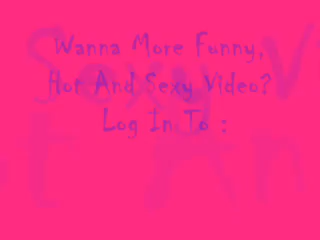 Wanna More Funny,
Hot And Sexy Video?
Log In To :